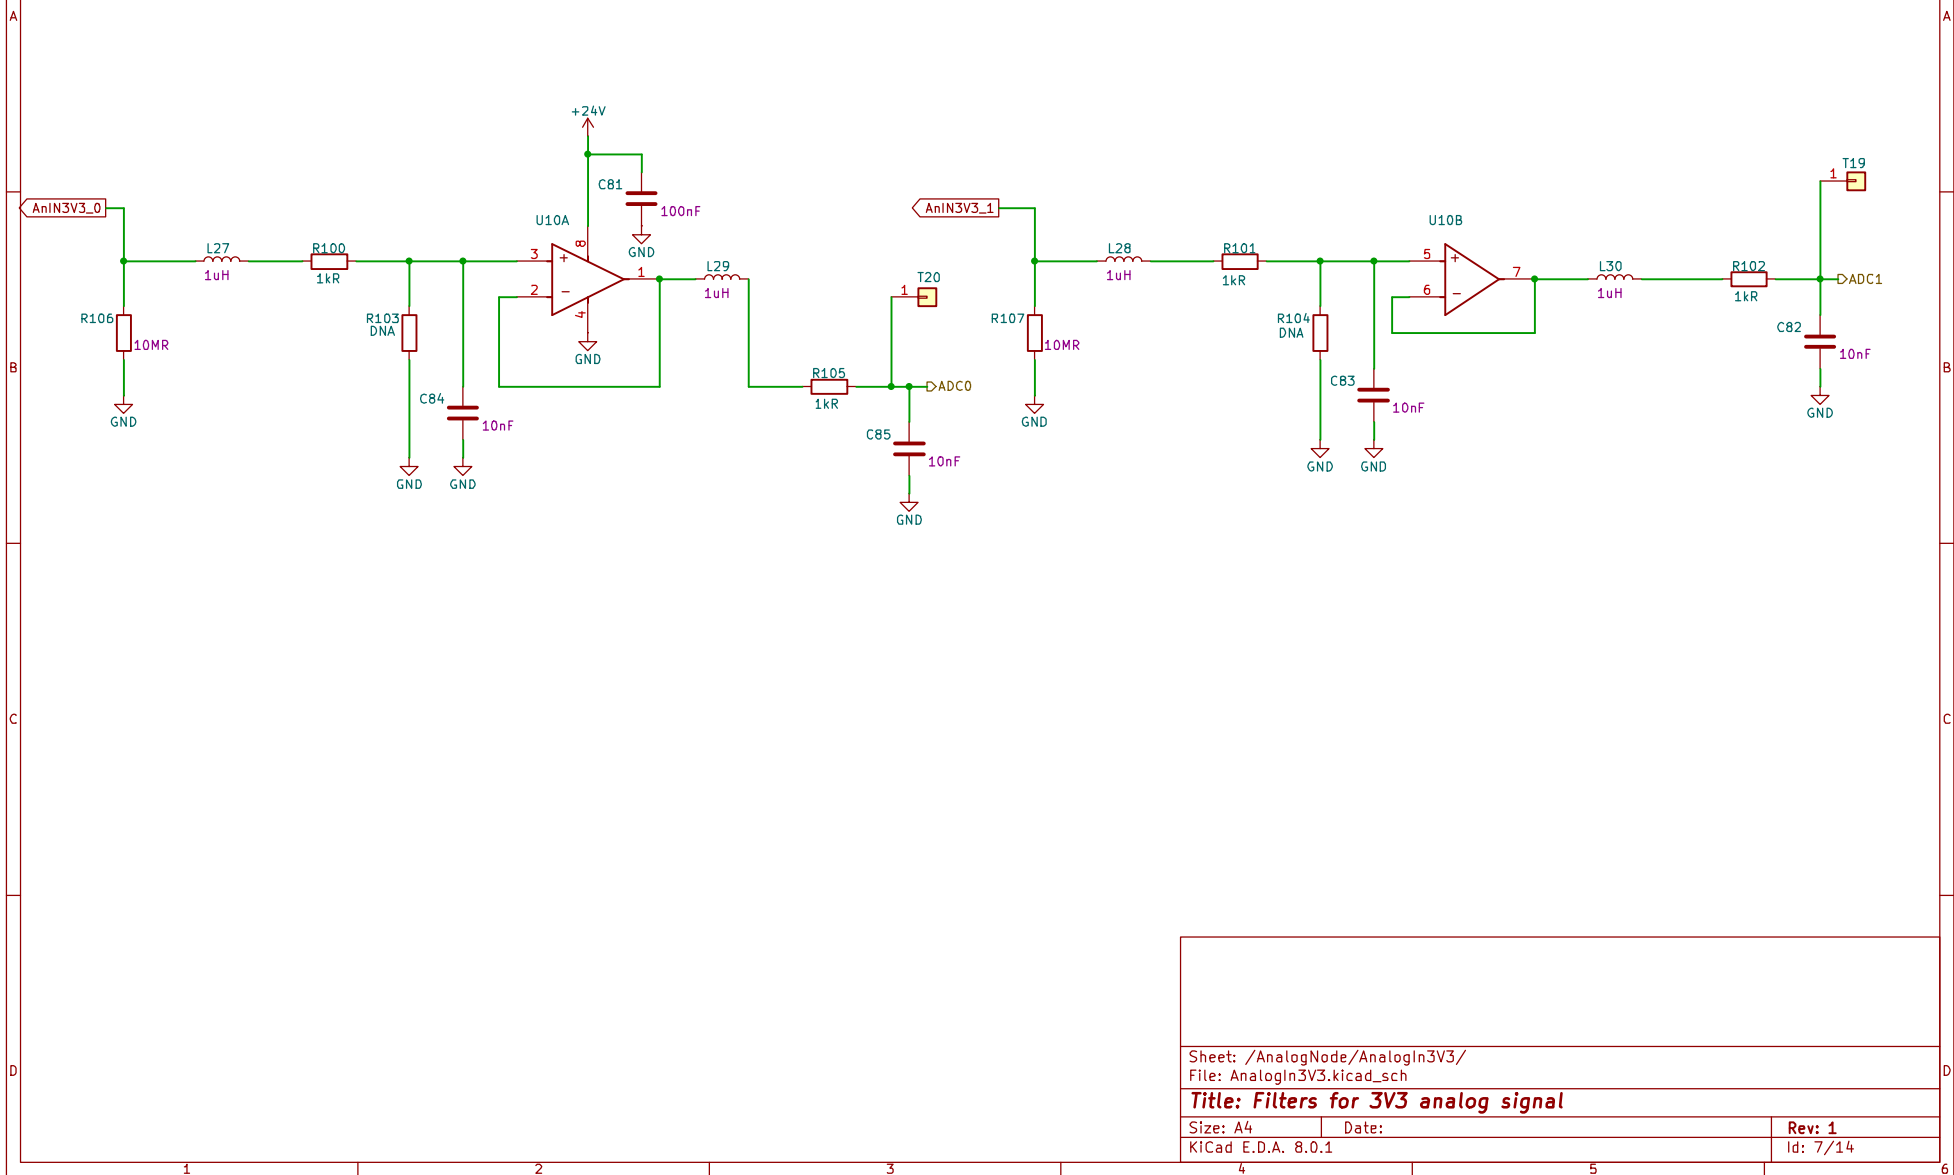 A
A
+24V
T19
1
C81
100nF
GND
AnIN3V3_0
AnIN3V3_1
U10A
U10B
8
L27
1uH
R100
1kR
3
+
2
-
1
4
GND
L29
1uH
T20
1
L28
1uH
R101
1kR
5
+
6
-
7
L30
1uH
R102
1kR
ADC1
R106
10MR
GND
R103
DNA
GND
C84
10nF
GND
R105
1kR
ADC0
C85
10nF
GND
R107
10MR
GND
R104
DNA
GND
C83
10nF
GND
C82
10nF
GND
B
B
C
C
D
D
Sheet: /AnalogNode/AnalogIn3V3/
File: AnalogIn3V3.kicad_sch
Title: Filters for 3V3 analog signal
Size: A4
Date:
Rev: 1
KiCad E.D.A. 8.0.1
Id: 7/14
1
2
3
4
5
6